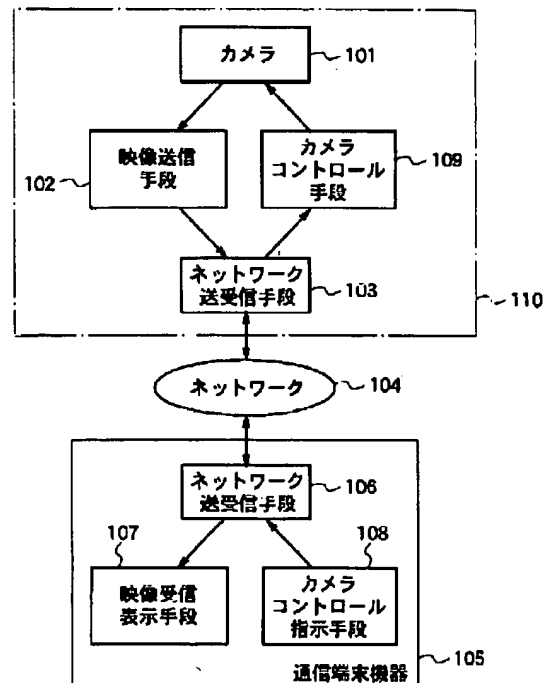 カメラ
101
映像送信
手段
102
カメラ
コントロール
手段
109
ネットワーク
送受信手段
103
110
ネットワーク
104
ネットワーク
送受信手段
106
107
108
映像受信
表示手段
カメラ
コントロール
指示手段
通信端末機器
105